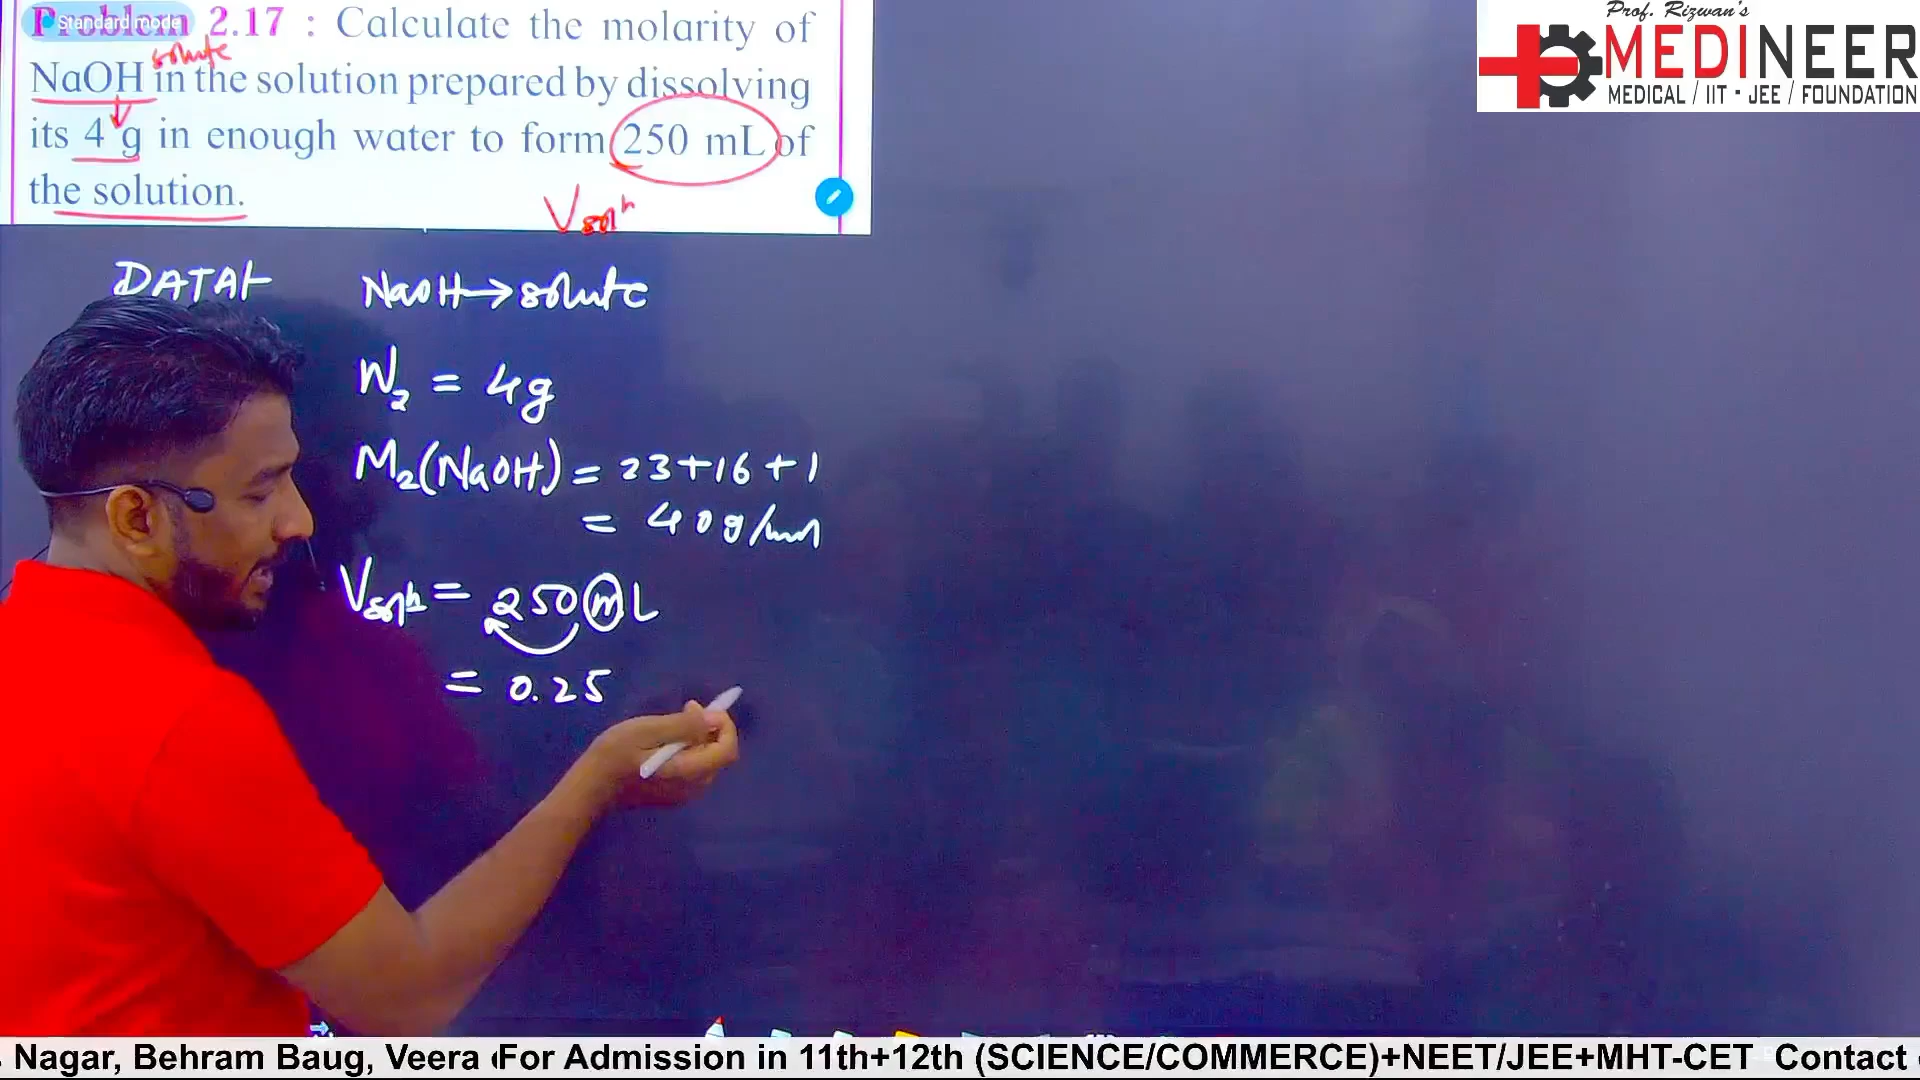 Standard mode
Problem 2.17 : Calculate the molarity of
solute
NaOH in the solution prepared by dissolving
its 4 g in enough water to form 250 mL of
the solution.
Vsolⁿ
Prof. Rizwan's
MEDINEER
MEDICAL / IIT - JEE / FOUNDATION
DATA
NaOH → solute
W₂ = 4g
M₂(NaOH) = 23+16+1
= 40g/mol
Vsolⁿ = 250 mL
= 0.25
Nagar, Behram Baug, Veera For Admission in 11th+12th (SCIENCE/COMMERCE)+NEET/JEE+MHT-CET Contact